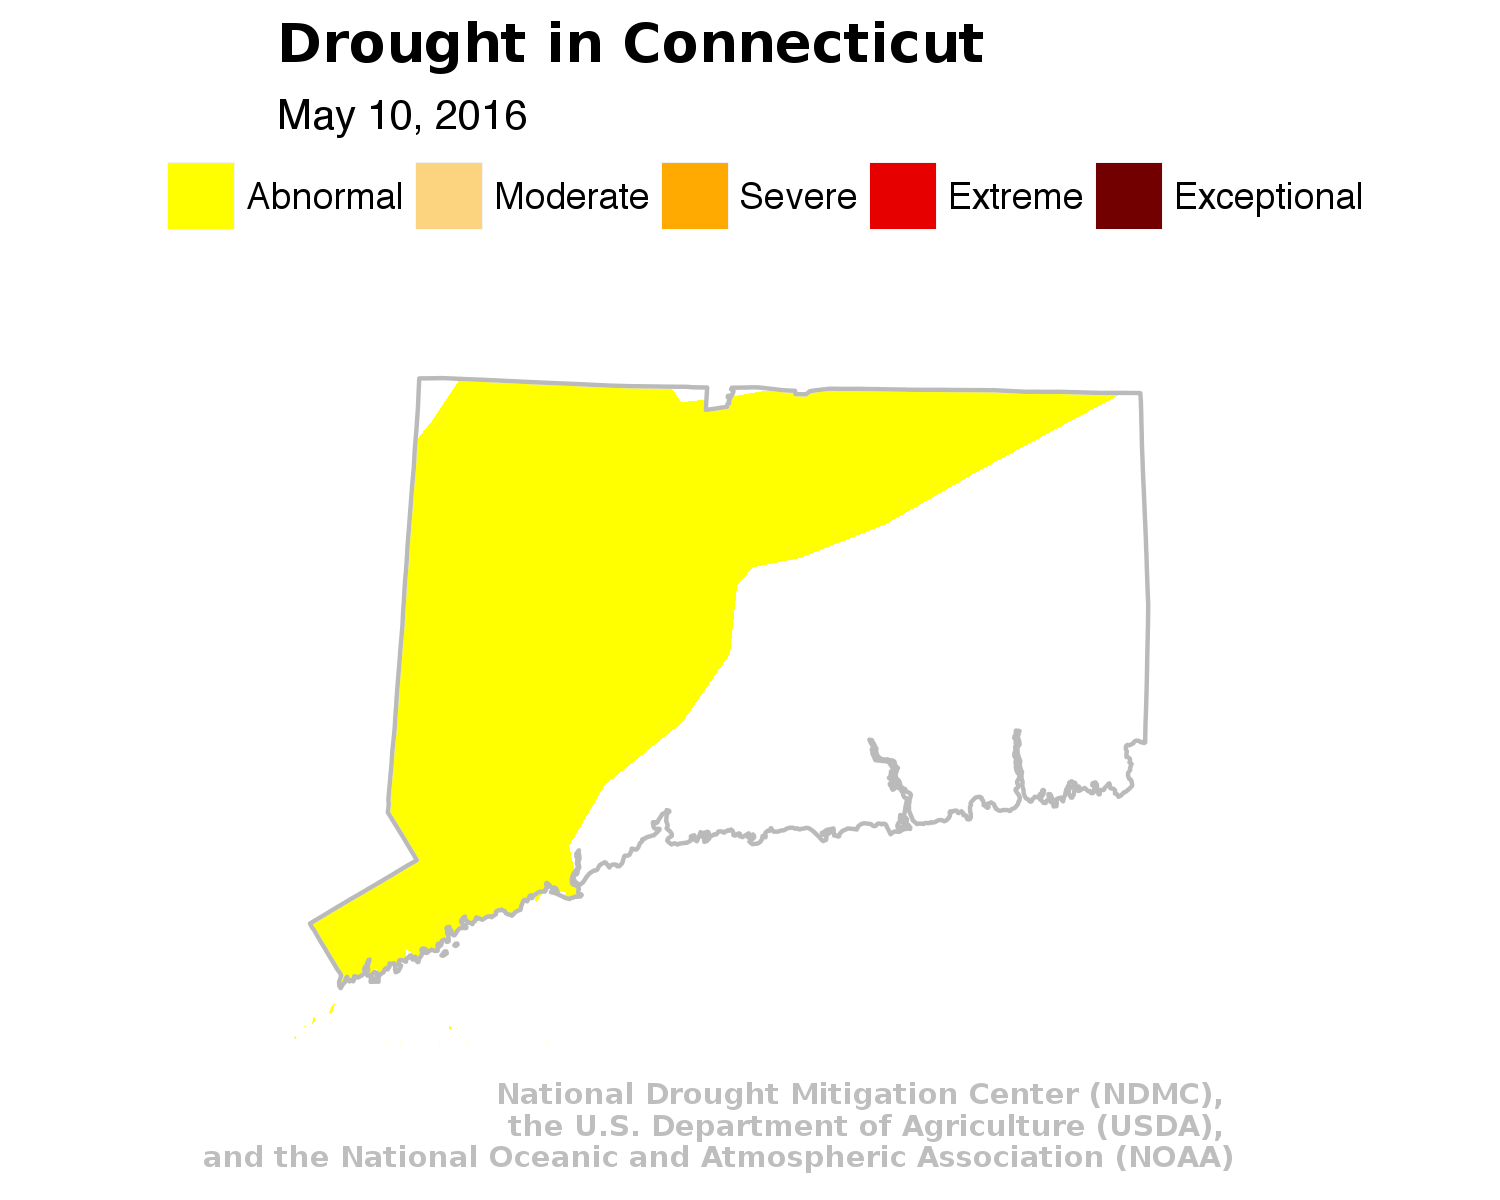 Drought in Connecticut
May 10, 2016
Abnormal Moderate Severe Extreme Exceptional
National Drought Mitigation Center (NDMC),
the U.S. Department of Agriculture (USDA),
and the National Oceanic and Atmospheric Association (NOAA)